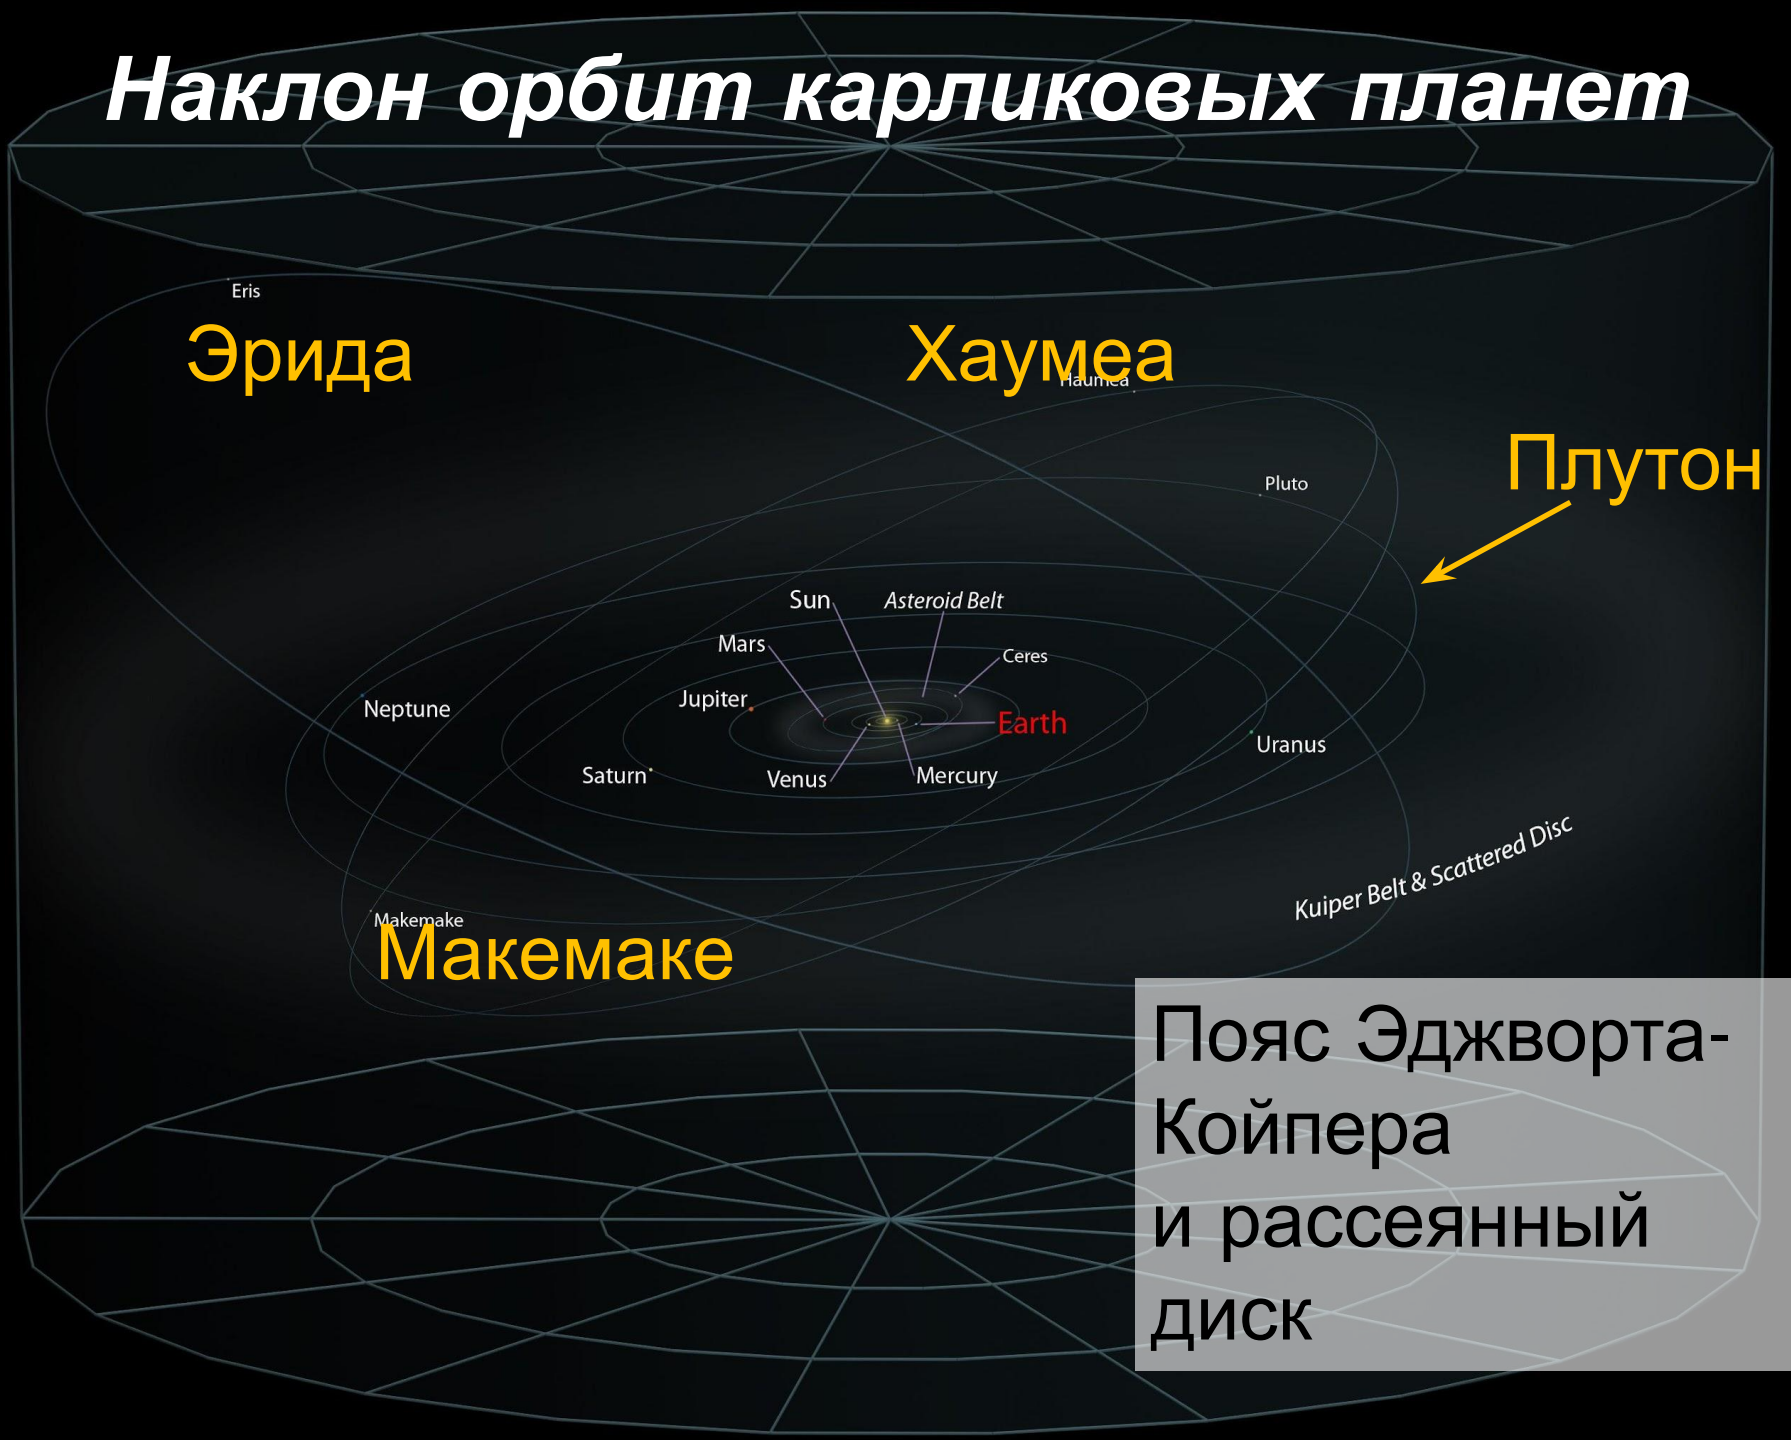 Наклон орбит карликовых планет
Eris
Эрида
Хаумеа
Haumea
Плутон
Pluto
Sun
Asteroid Belt
Mars
Ceres
Jupiter
Neptune
Earth
Uranus
Saturn
Venus
Mercury
Kuiper Belt & Scattered Disc
Makemake
Макемаке
Пояс Эджворта-
Койпера
и рассеянный
диск